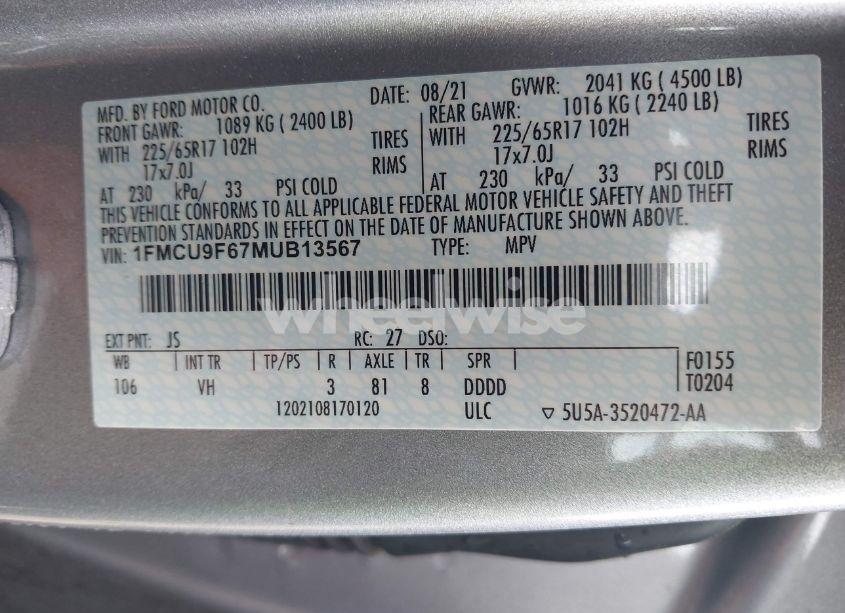 MFD. BY FORD MOTOR CO. DATE: 08/21 GVWR: 2041 KG ( 4500 LB)
FRONT GAWR: 1089 KG ( 2400 LB) REAR GAWR: 1016 KG ( 2240 LB)
WITH 225/65R17 102H TIRES WITH 225/65R17 102H TIRES
17x7.0J RIMS 17x7.0J RIMS
AT 230 kPa/ 33 PSI COLD AT 230 kPa/ 33 PSI COLD
THIS VEHICLE CONFORMS TO ALL APPLICABLE FEDERAL MOTOR VEHICLE SAFETY AND THEFT
PREVENTION STANDARDS IN EFFECT ON THE DATE OF MANUFACTURE SHOWN ABOVE.
VIN: 1FMCU9F67MUB13567 TYPE: MPV
wheelwise
EXT PNT: JS RC: 27 DSO:
WB INT TR TP/PS R AXLE TR SPR F0155
106 VH 3 81 8 DDDD T0204
1202108170120 ULC ▽ 5U5A-3520472-AA